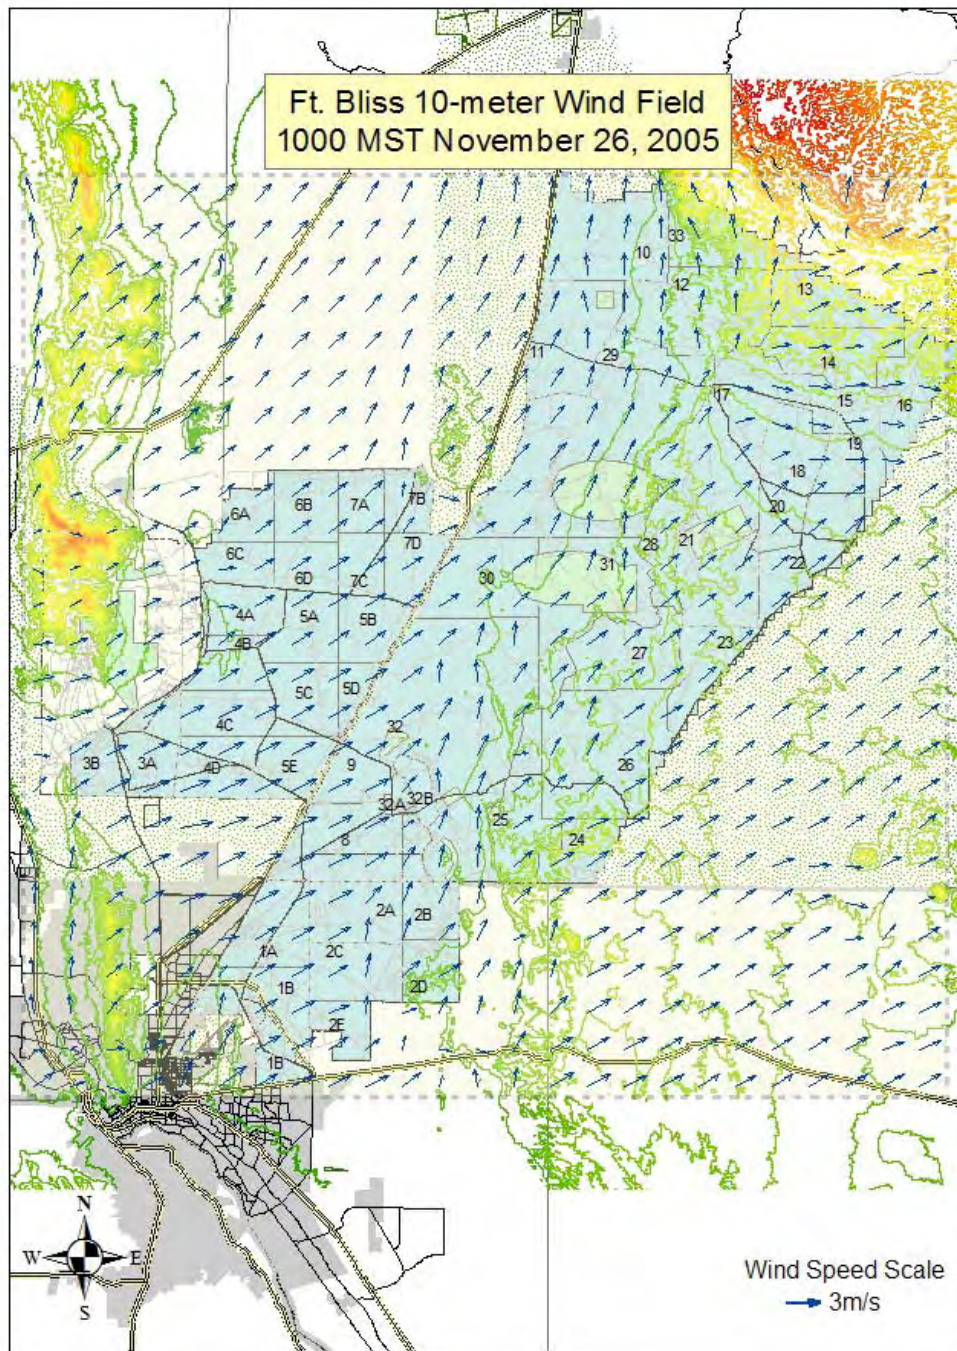 Ft. Bliss 10-meter Wind Field
1000 MST November 26, 2005
10
33
12
13
11
29
14
17
15
16
19
18
6A
6B
7A
7B
20
6C
7D
28
21
22
6D
7C
30
31
4A
5A
5B
4B
27
23
5C
5D
4C
32
3B
3A
4D
5E
9
26
32A
32B
25
8
24
2A
2B
1A
2C
1B
2D
2E
1B
N
W
E
S
Wind Speed Scale
3m/s